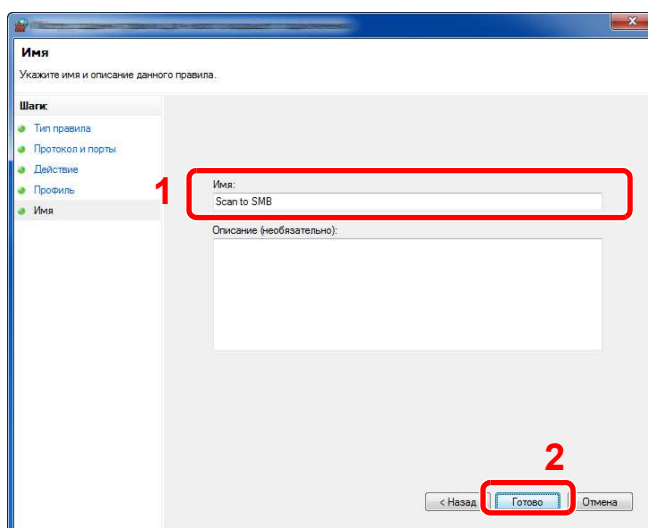 Имя
Укажите имя и описание данного правила.
Шаги:
Тип правила
Протокол и порты
Действие
Профиль
Имя
1
Имя:
Scan to SMB
Описание (необязательно):
2
< Назад
Готово
Отмена